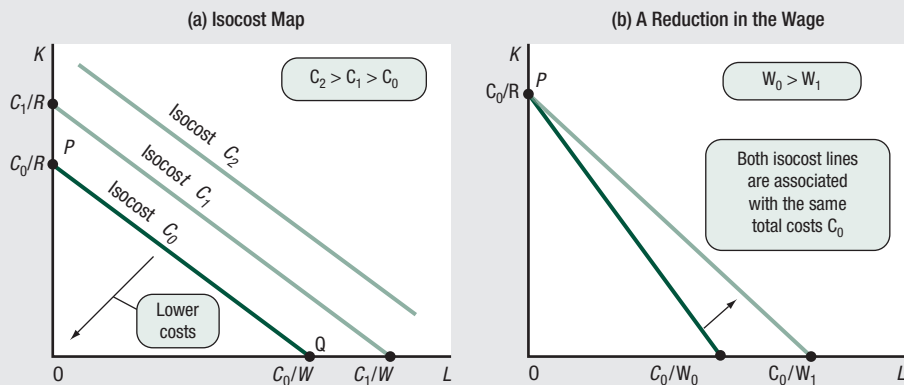 (a) Isocost Map
K
C₂ > C₁ > C₀
C₁/R
P
C₀/R
Isocost C₂
Isocost C₁
Isocost C₀
Lower
costs
Q
0
C₀/W
C₁/W
L
(b) A Reduction in the Wage
K
P
C₀/R
W₀ > W₁
Both isocost lines
are associated
with the same
total costs C₀
0
C₀/W₀
C₀/W₁
L